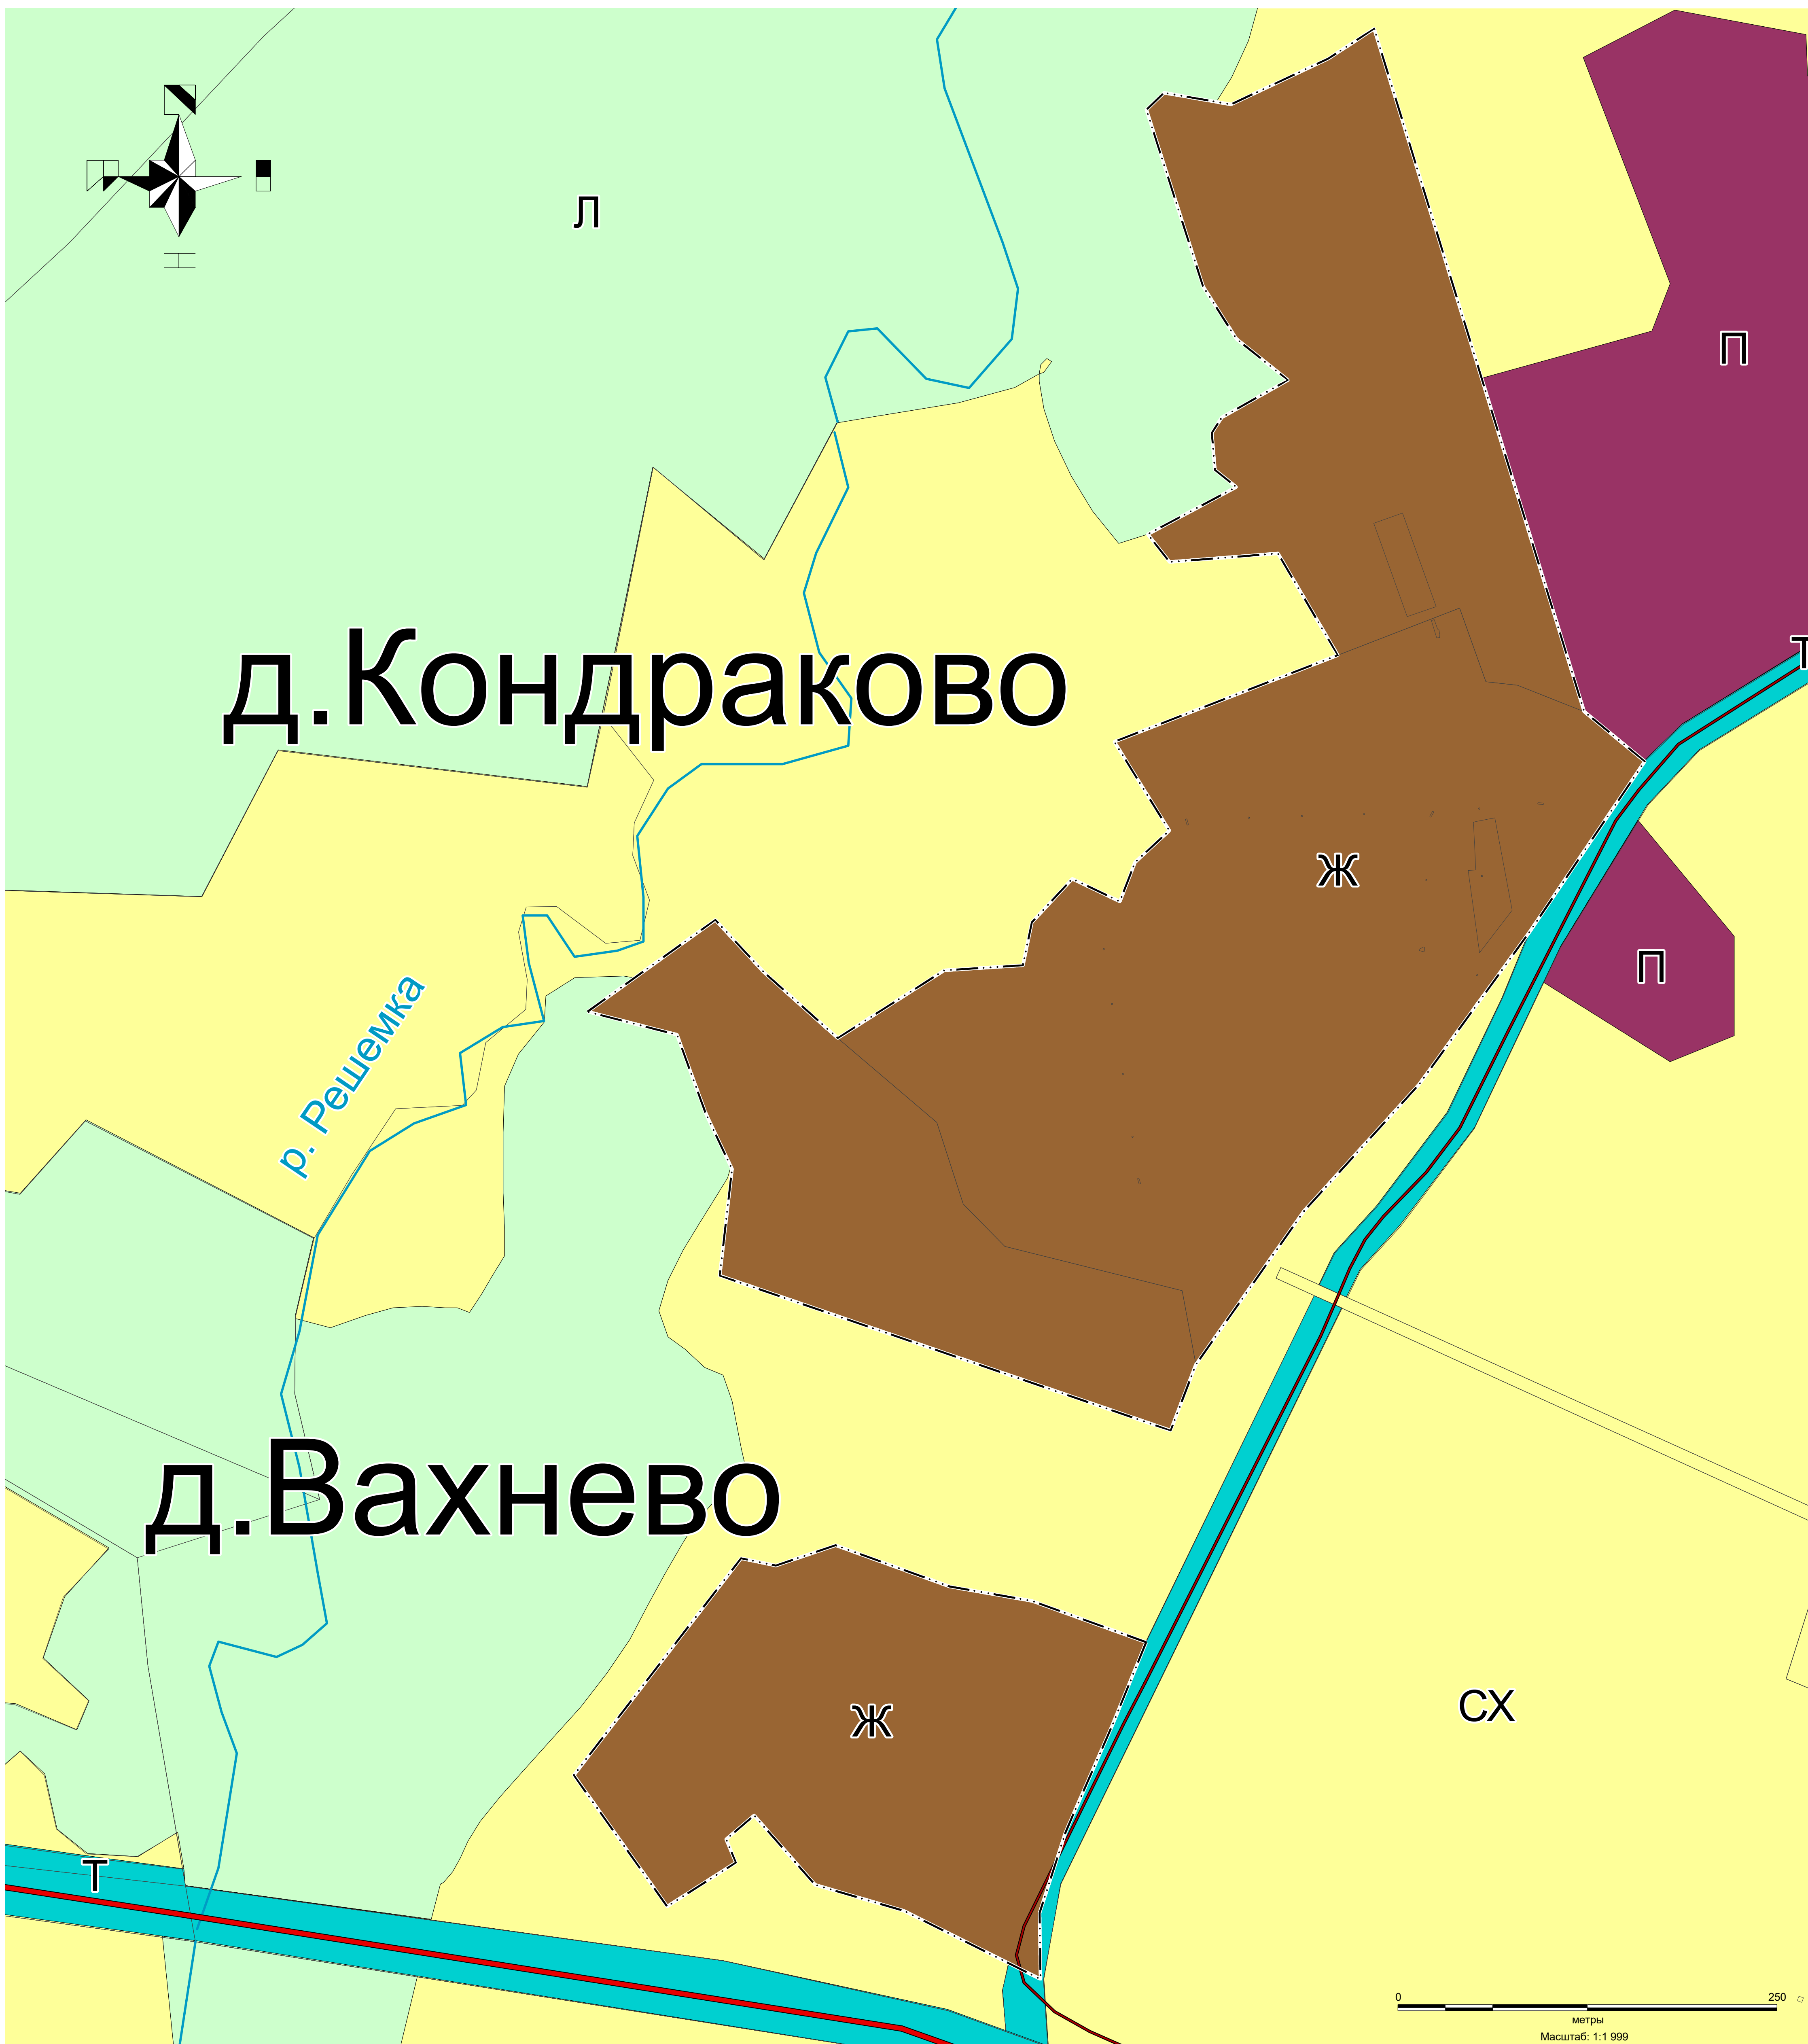 Л
П
Т
д.Кондраково
Ж
П
р. Решемка
д.Вахнево
СХ
Ж
Т
0 250
метры
Масштаб: 1:1 999